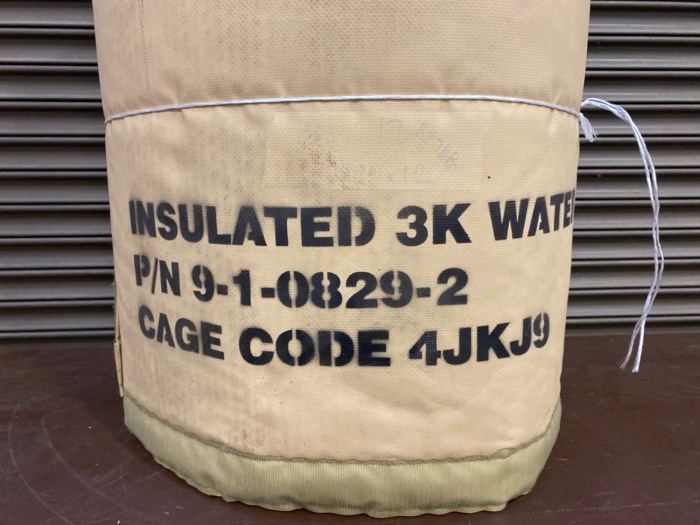 INSULATED 3K WATE
P/N 9-1-0829-2
CAGE CODE 4JKJ9